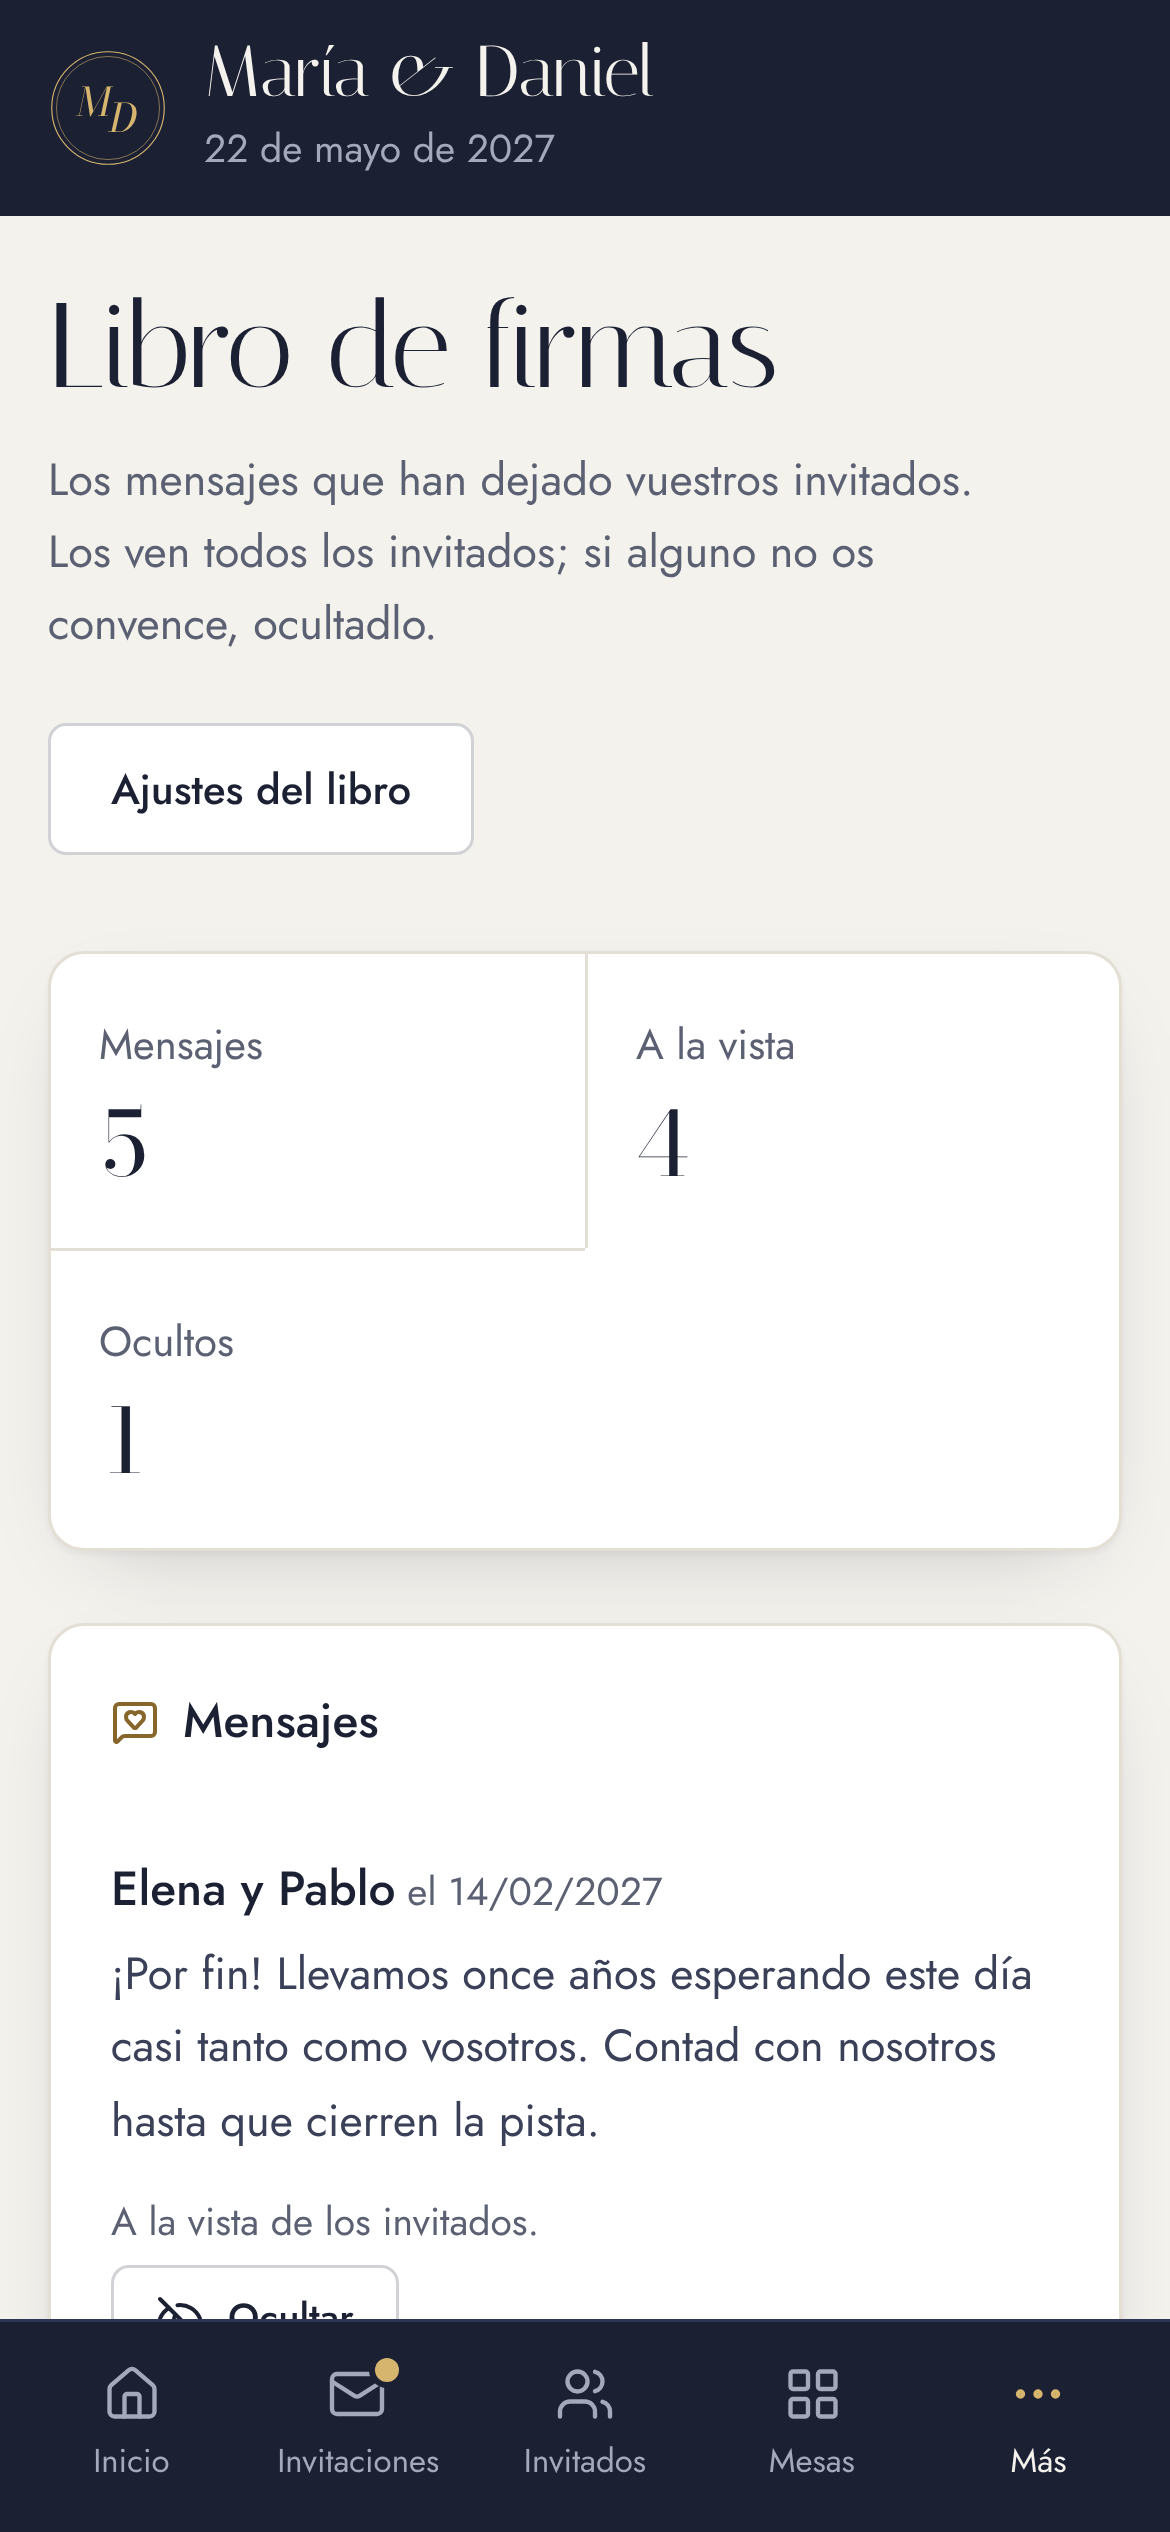 MD
María & Daniel
22 de mayo de 2027
Libro de firmas
Los mensajes que han dejado vuestros invitados.
Los ven todos los invitados; si alguno no os
convence, ocultadlo.
Ajustes del libro
Mensajes
5
A la vista
4
Ocultos
1
Mensajes
Elena y Pablo el 14/02/2027
¡Por fin! Llevamos once años esperando este día
casi tanto como vosotros. Contad con nosotros
hasta que cierren la pista.
A la vista de los invitados.
Ocultar
Inicio
Invitaciones
Invitados
Mesas
Más